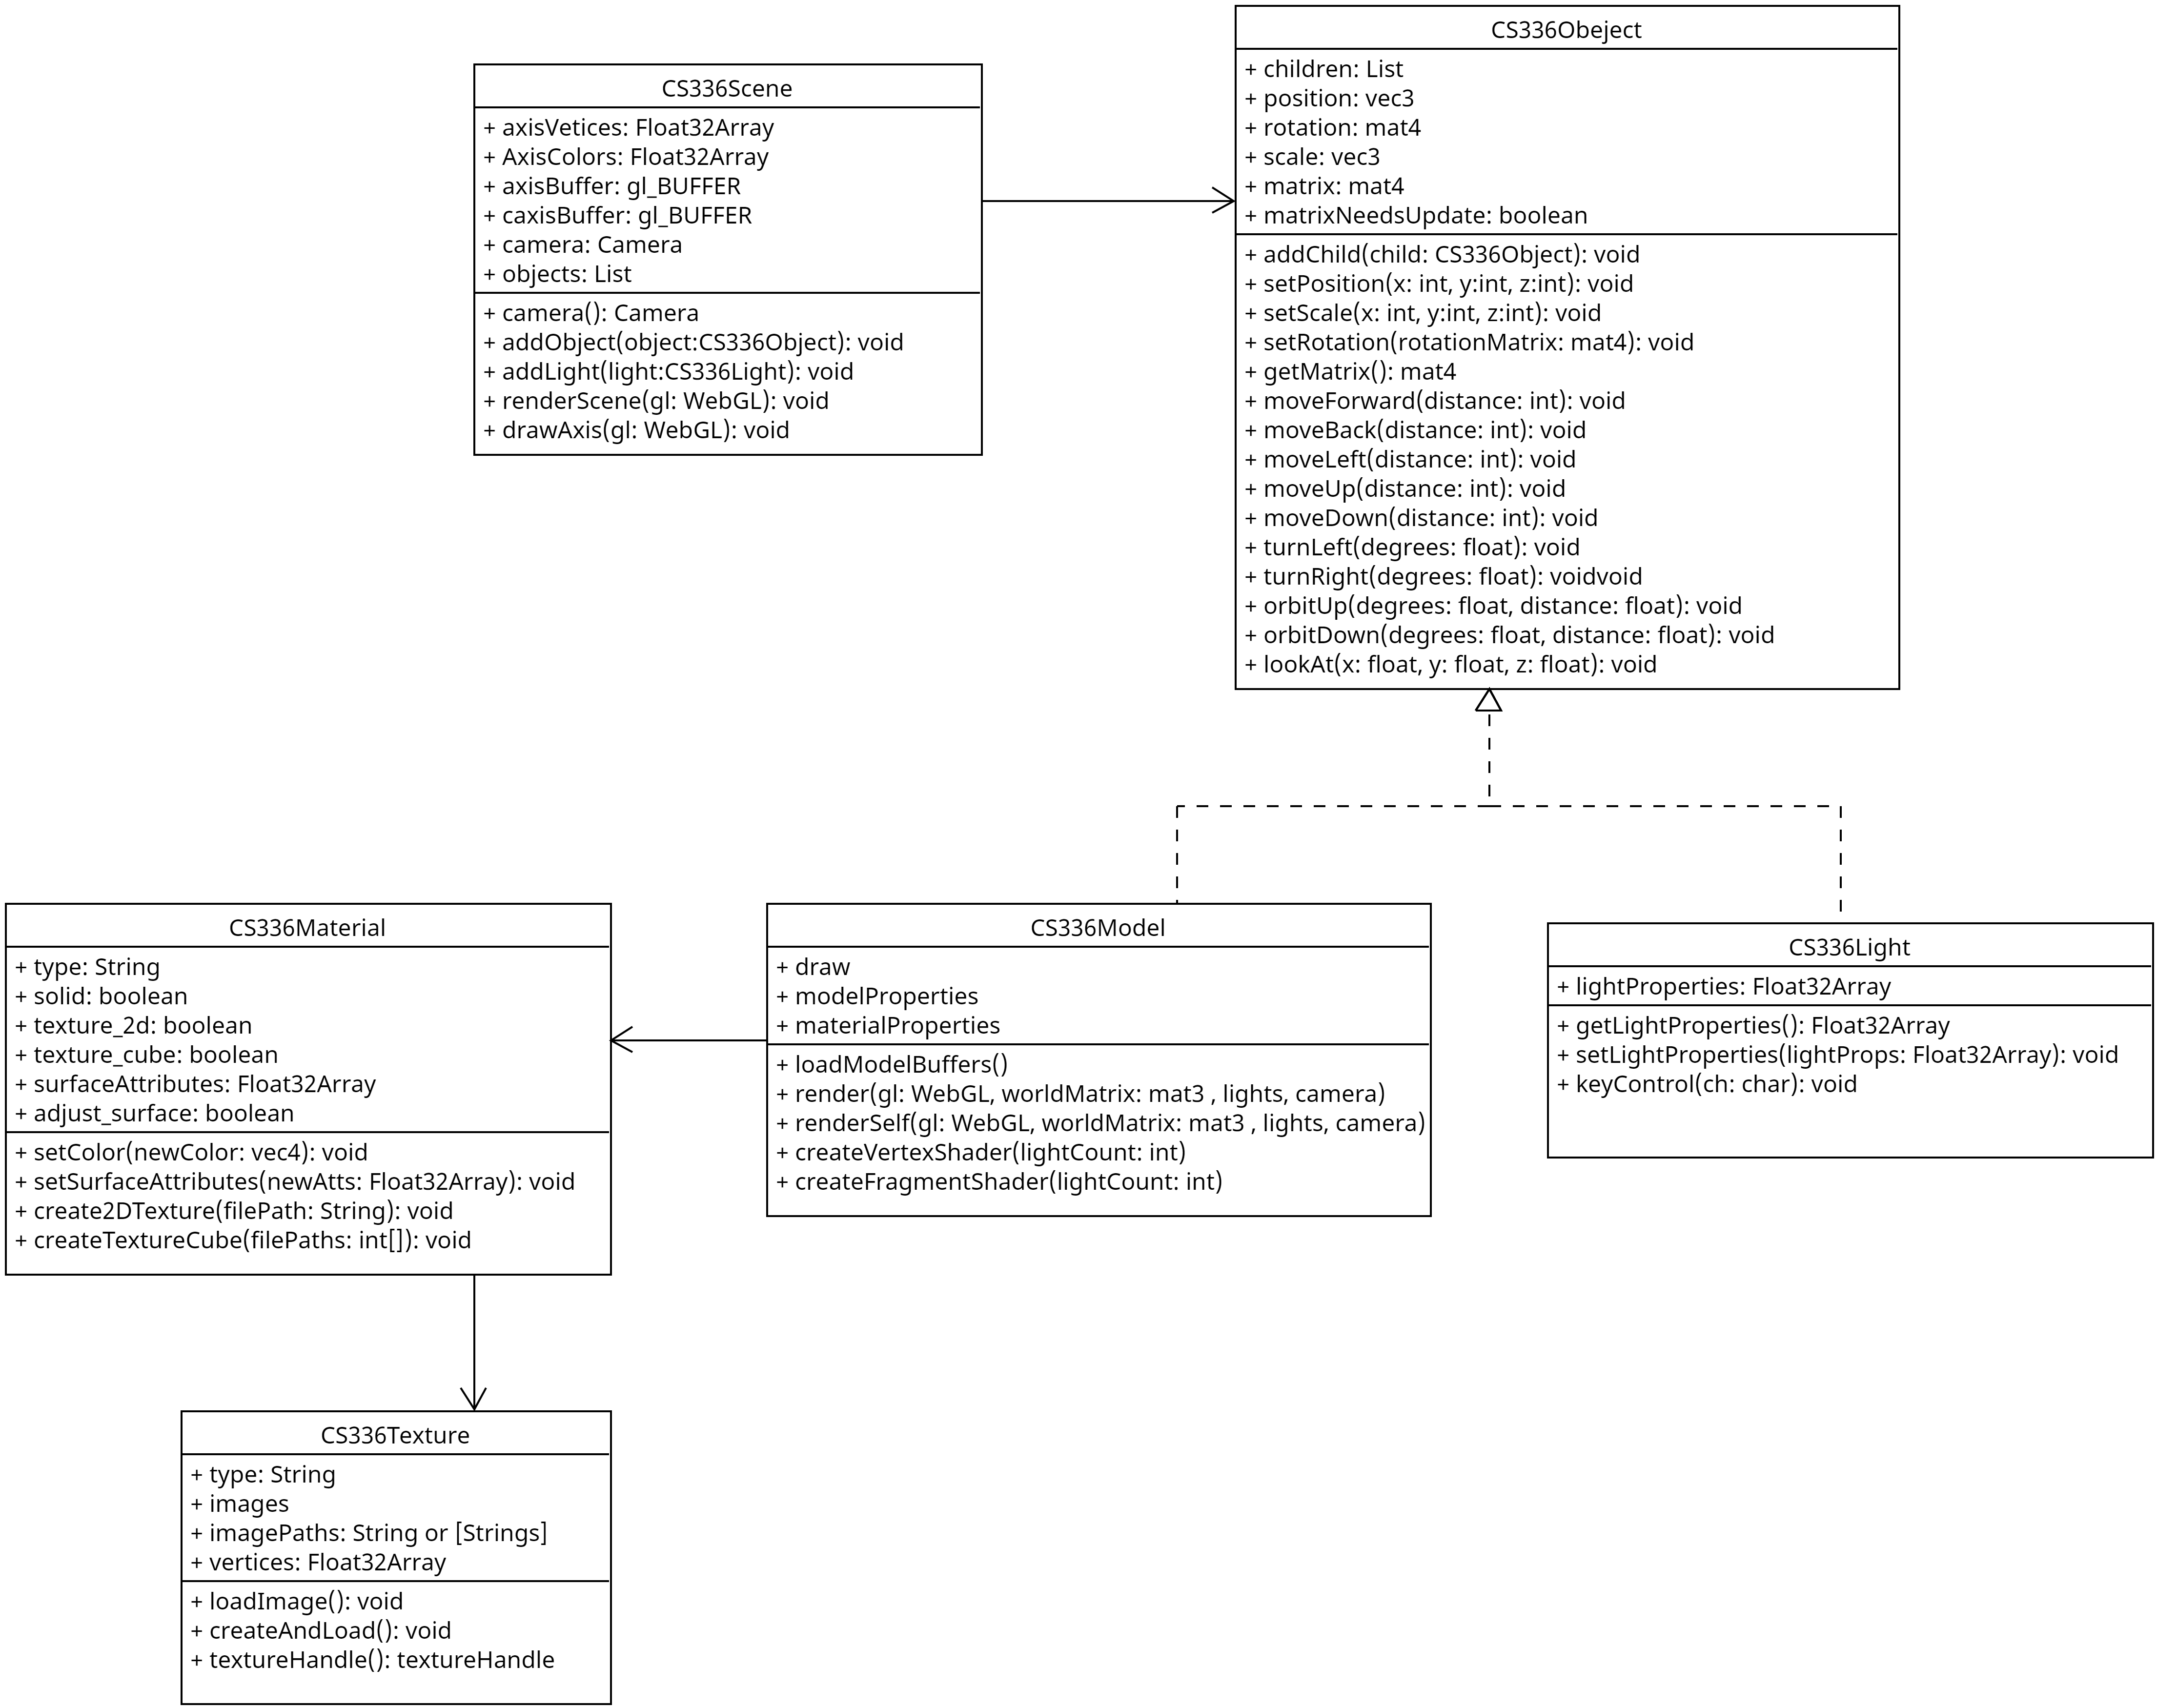 CS336Obeject
+ children: List
+ position: vec3
+ rotation: mat4
+ scale: vec3
+ matrix: mat4
+ matrixNeedsUpdate: boolean
+ addChild(child: CS336Object): void
+ setPosition(x: int, y:int, z:int): void
+ setScale(x: int, y:int, z:int): void
+ setRotation(rotationMatrix: mat4): void
+ getMatrix(): mat4
+ moveForward(distance: int): void
+ moveBack(distance: int): void
+ moveLeft(distance: int): void
+ moveUp(distance: int): void
+ moveDown(distance: int): void
+ turnLeft(degrees: float): void
+ turnRight(degrees: float): voidvoid
+ orbitUp(degrees: float, distance: float): void
+ orbitDown(degrees: float, distance: float): void
+ lookAt(x: float, y: float, z: float): void
CS336Scene
+ axisVetices: Float32Array
+ AxisColors: Float32Array
+ axisBuffer: gl_BUFFER
+ caxisBuffer: gl_BUFFER
+ camera: Camera
+ objects: List
+ camera(): Camera
+ addObject(object:CS336Object): void
+ addLight(light:CS336Light): void
+ renderScene(gl: WebGL): void
+ drawAxis(gl: WebGL): void
CS336Material
+ type: String
+ solid: boolean
+ texture_2d: boolean
+ texture_cube: boolean
+ surfaceAttributes: Float32Array
+ adjust_surface: boolean
+ setColor(newColor: vec4): void
+ setSurfaceAttributes(newAtts: Float32Array): void
+ create2DTexture(filePath: String): void
+ createTextureCube(filePaths: int[]): void
CS336Model
+ draw
+ modelProperties
+ materialProperties
+ loadModelBuffers()
+ render(gl: WebGL, worldMatrix: mat3 , lights, camera)
+ renderSelf(gl: WebGL, worldMatrix: mat3 , lights, camera)
+ createVertexShader(lightCount: int)
+ createFragmentShader(lightCount: int)
CS336Light
+ lightProperties: Float32Array
+ getLightProperties(): Float32Array
+ setLightProperties(lightProps: Float32Array): void
+ keyControl(ch: char): void
CS336Texture
+ type: String
+ images
+ imagePaths: String or [Strings]
+ vertices: Float32Array
+ loadImage(): void
+ createAndLoad(): void
+ textureHandle(): textureHandle